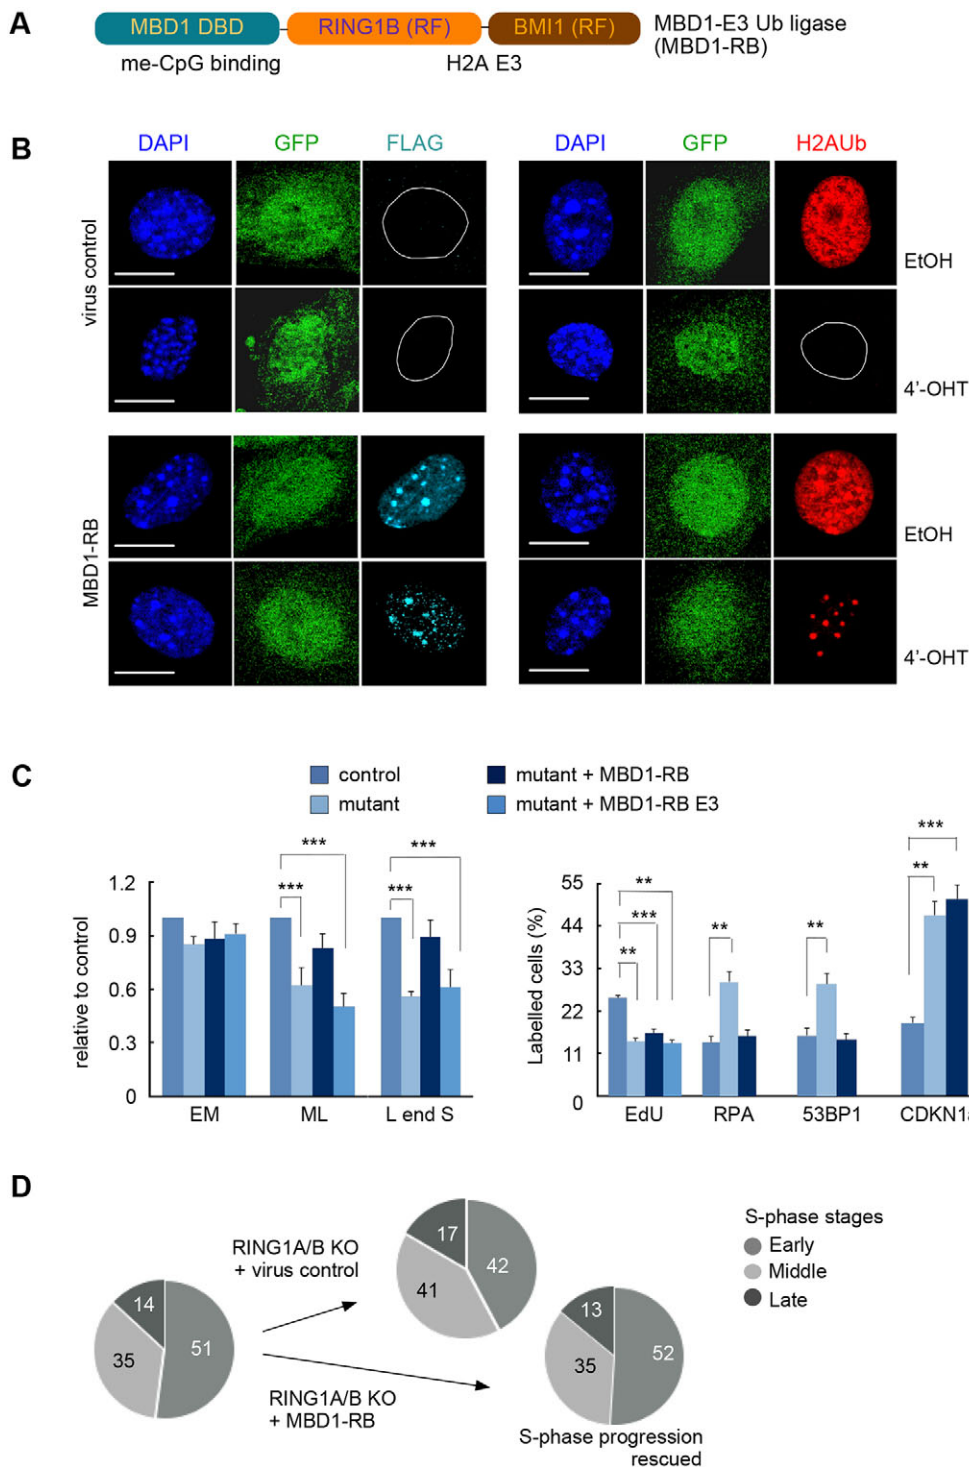 A
MBD1 DBD
RING1B (RF)
BMI1 (RF)
MBD1-E3 Ub ligase
(MBD1-RB)
me-CpG binding
H2A E3
B
DAPI
GFP
FLAG
DAPI
GFP
H2AUb
virus control
EtOH
4'-OHT
MBD1-RB
EtOH
4'-OHT
C
control
mutant
mutant + MBD1-RB
mutant + MBD1-RB E3
relative to control
1.2
0.9
0.6
0.3
0
***
***
***
***
EM
ML
L end S
Labelled cells (%)
55
44
33
22
11
0
**
***
**
**
**
***
**
EdU
RPA
53BP1
CDKN1a
D
14
35
51
RING1A/B KO
+ virus control
17
41
42
RING1A/B KO
+ MBD1-RB
13
35
52
S-phase progression
rescued
S-phase stages
Early
Middle
Late